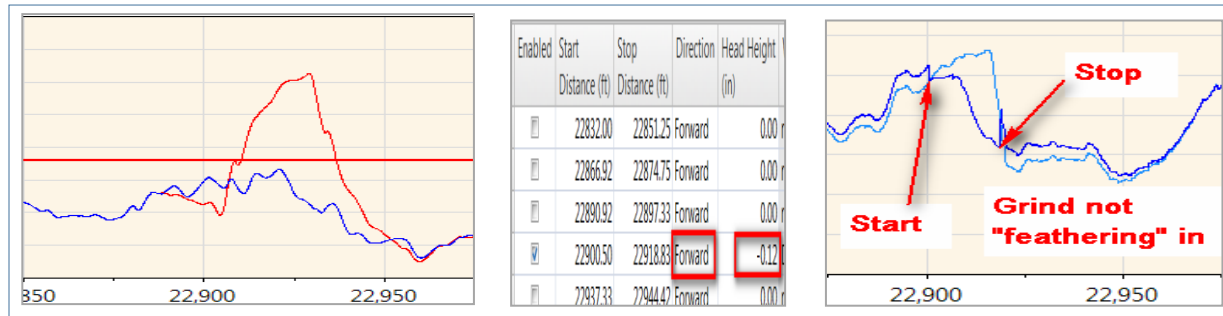 850 22,900 22,950
Enabled Start Stop Direction Head Height
Distance (ft) Distance (ft) (in)
22832.00 22851.25 Forward 0.00
22866.92 22874.75 Forward 0.00
22890.92 22897.33 Forward 0.00
22900.50 22918.83 Forward -0.12
22937.33 22944.42 Forward 0.00
Stop
Start
Grind not
"feathering" in
22,900 22,950